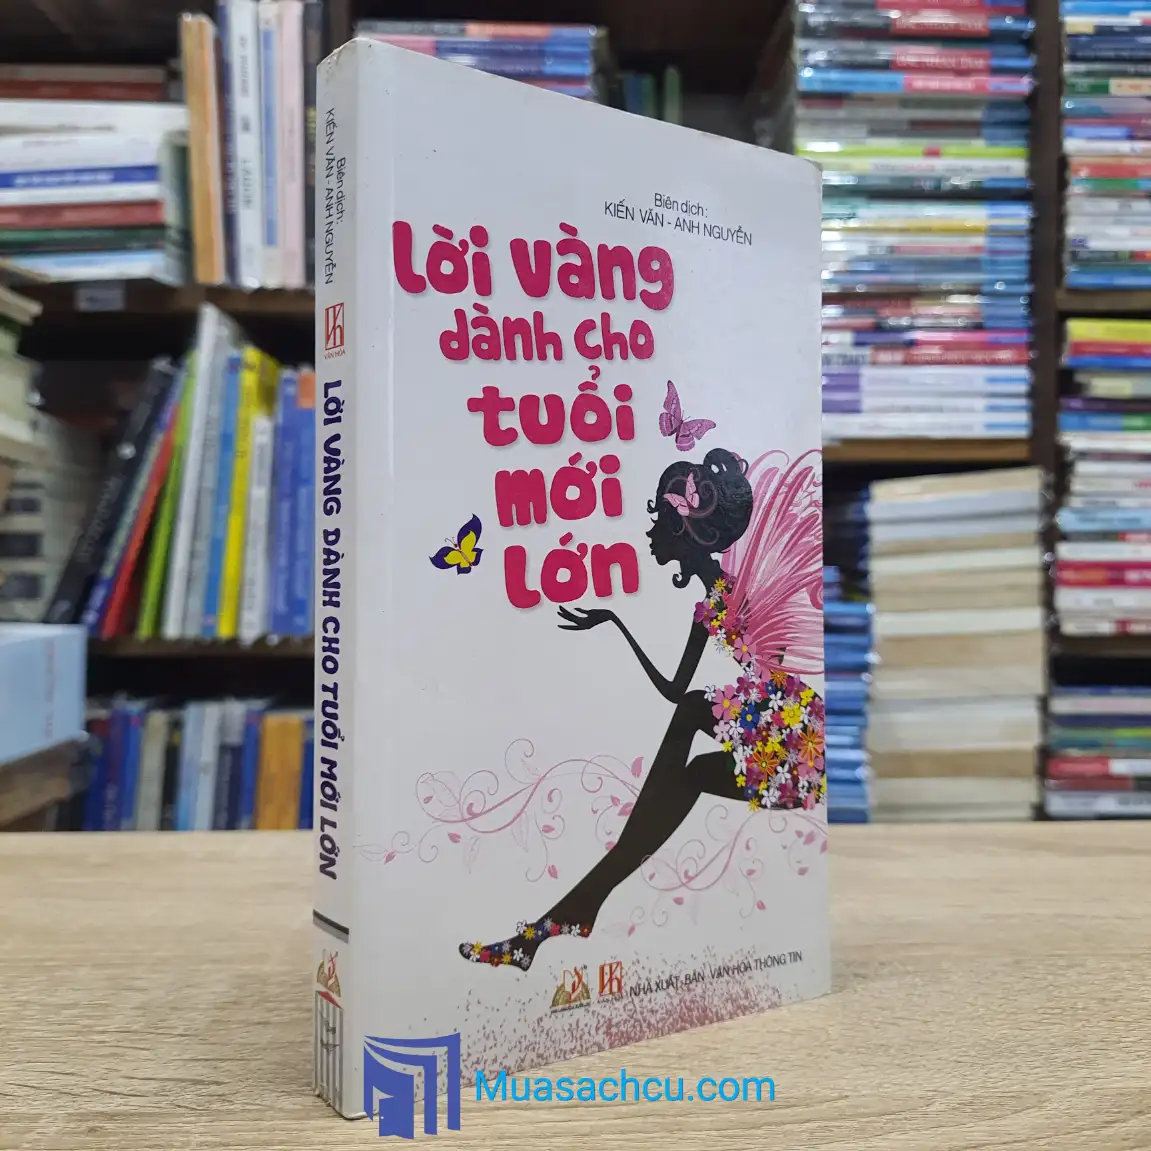 Biên dịch:
KIẾN VĂN - ANH NGUYỄN
Lời vàng
dành cho
tuổi
mới
lớn
NHÀ XUẤT BẢN VĂN HÓA THÔNG TIN
Biên dịch:
KIẾN VĂN - ANH NGUYỄN
VĂN HÓA
LỜI VÀNG DÀNH CHO TUỔI MỚI LỚN
Muasachcu.com